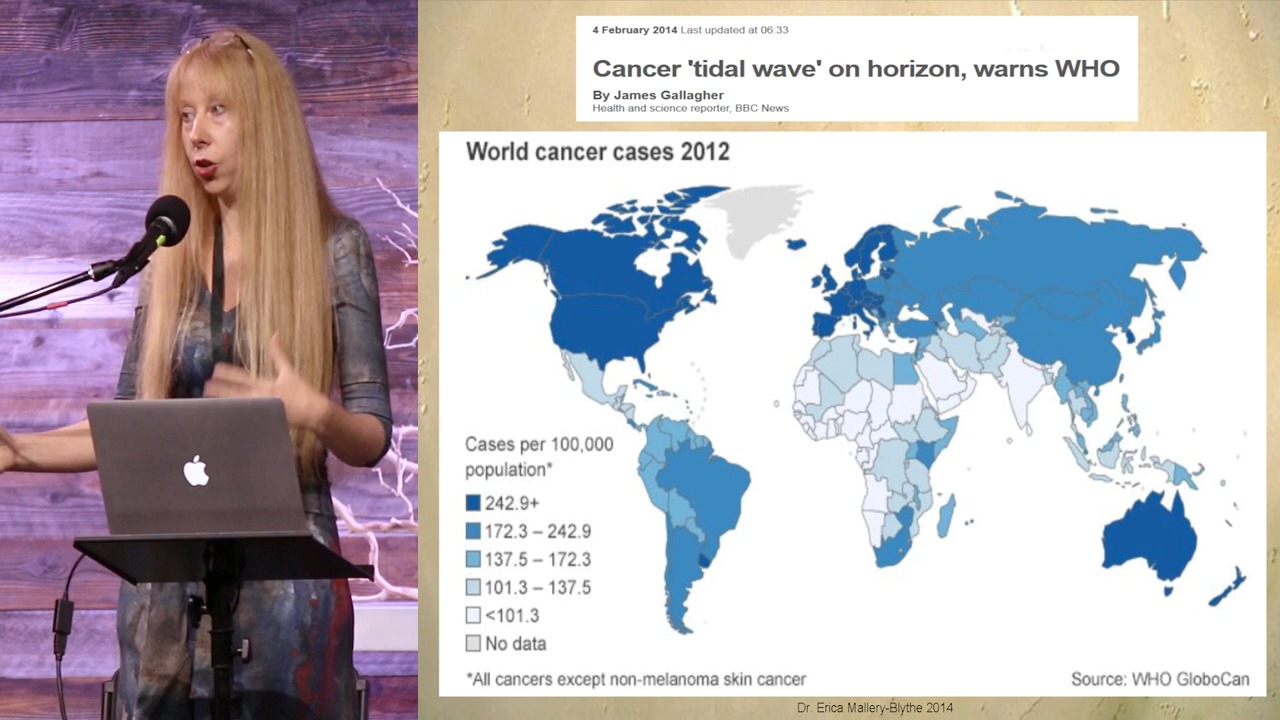 4 February 2014 Last updated at 06:33
Cancer 'tidal wave' on horizon, warns WHO
By James Gallagher
Health and science reporter, BBC News
World cancer cases 2012
Cases per 100,000
population*
242.9+
172.3 – 242.9
137.5 – 172.3
101.3 – 137.5
<101.3
No data
*All cancers except non-melanoma skin cancer
Source: WHO GloboCan
Dr. Erica Mallery-Blythe 2014